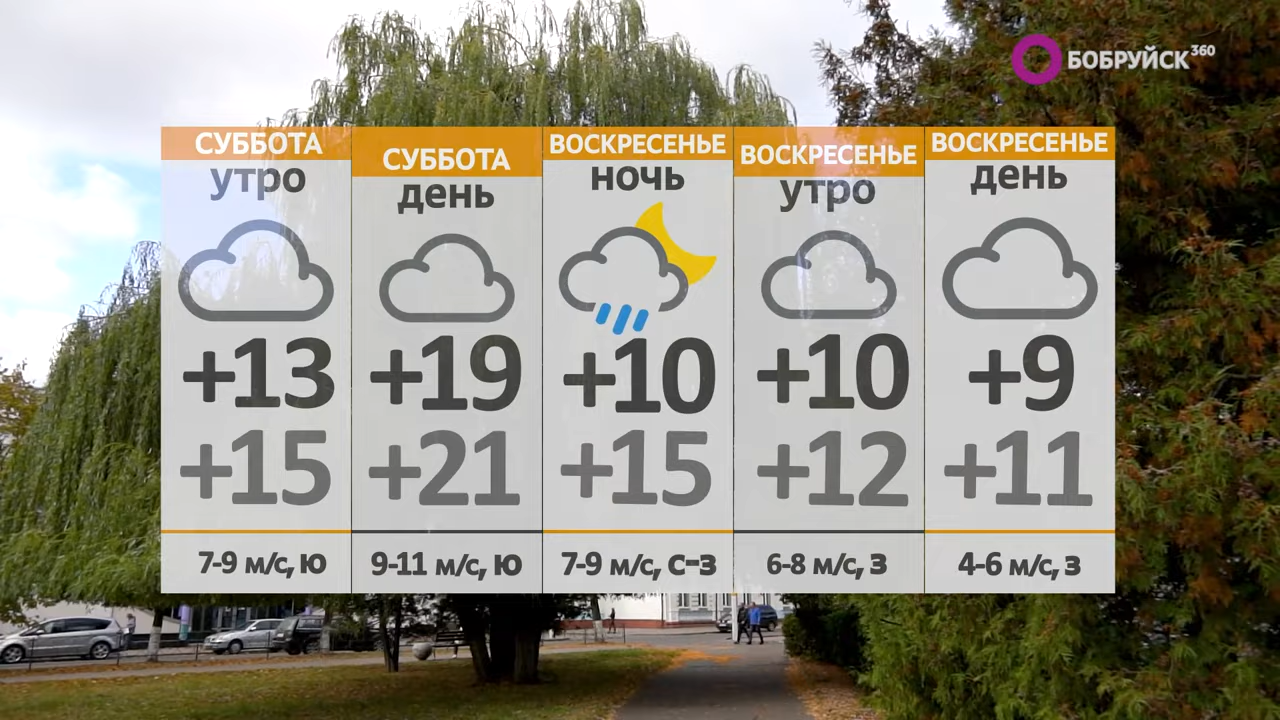 БОБРУЙСК360
СУББОТА
утро
+13
+15
7-9 м/с, Ю
СУББОТА
день
+19
+21
9-11 м/с, Ю
ВОСКРЕСЕНЬЕ
ночь
+10
+15
7-9 м/с, С-З
ВОСКРЕСЕНЬЕ
утро
+10
+12
6-8 м/с, З
ВОСКРЕСЕНЬЕ
день
+9
+11
4-6 м/с, З